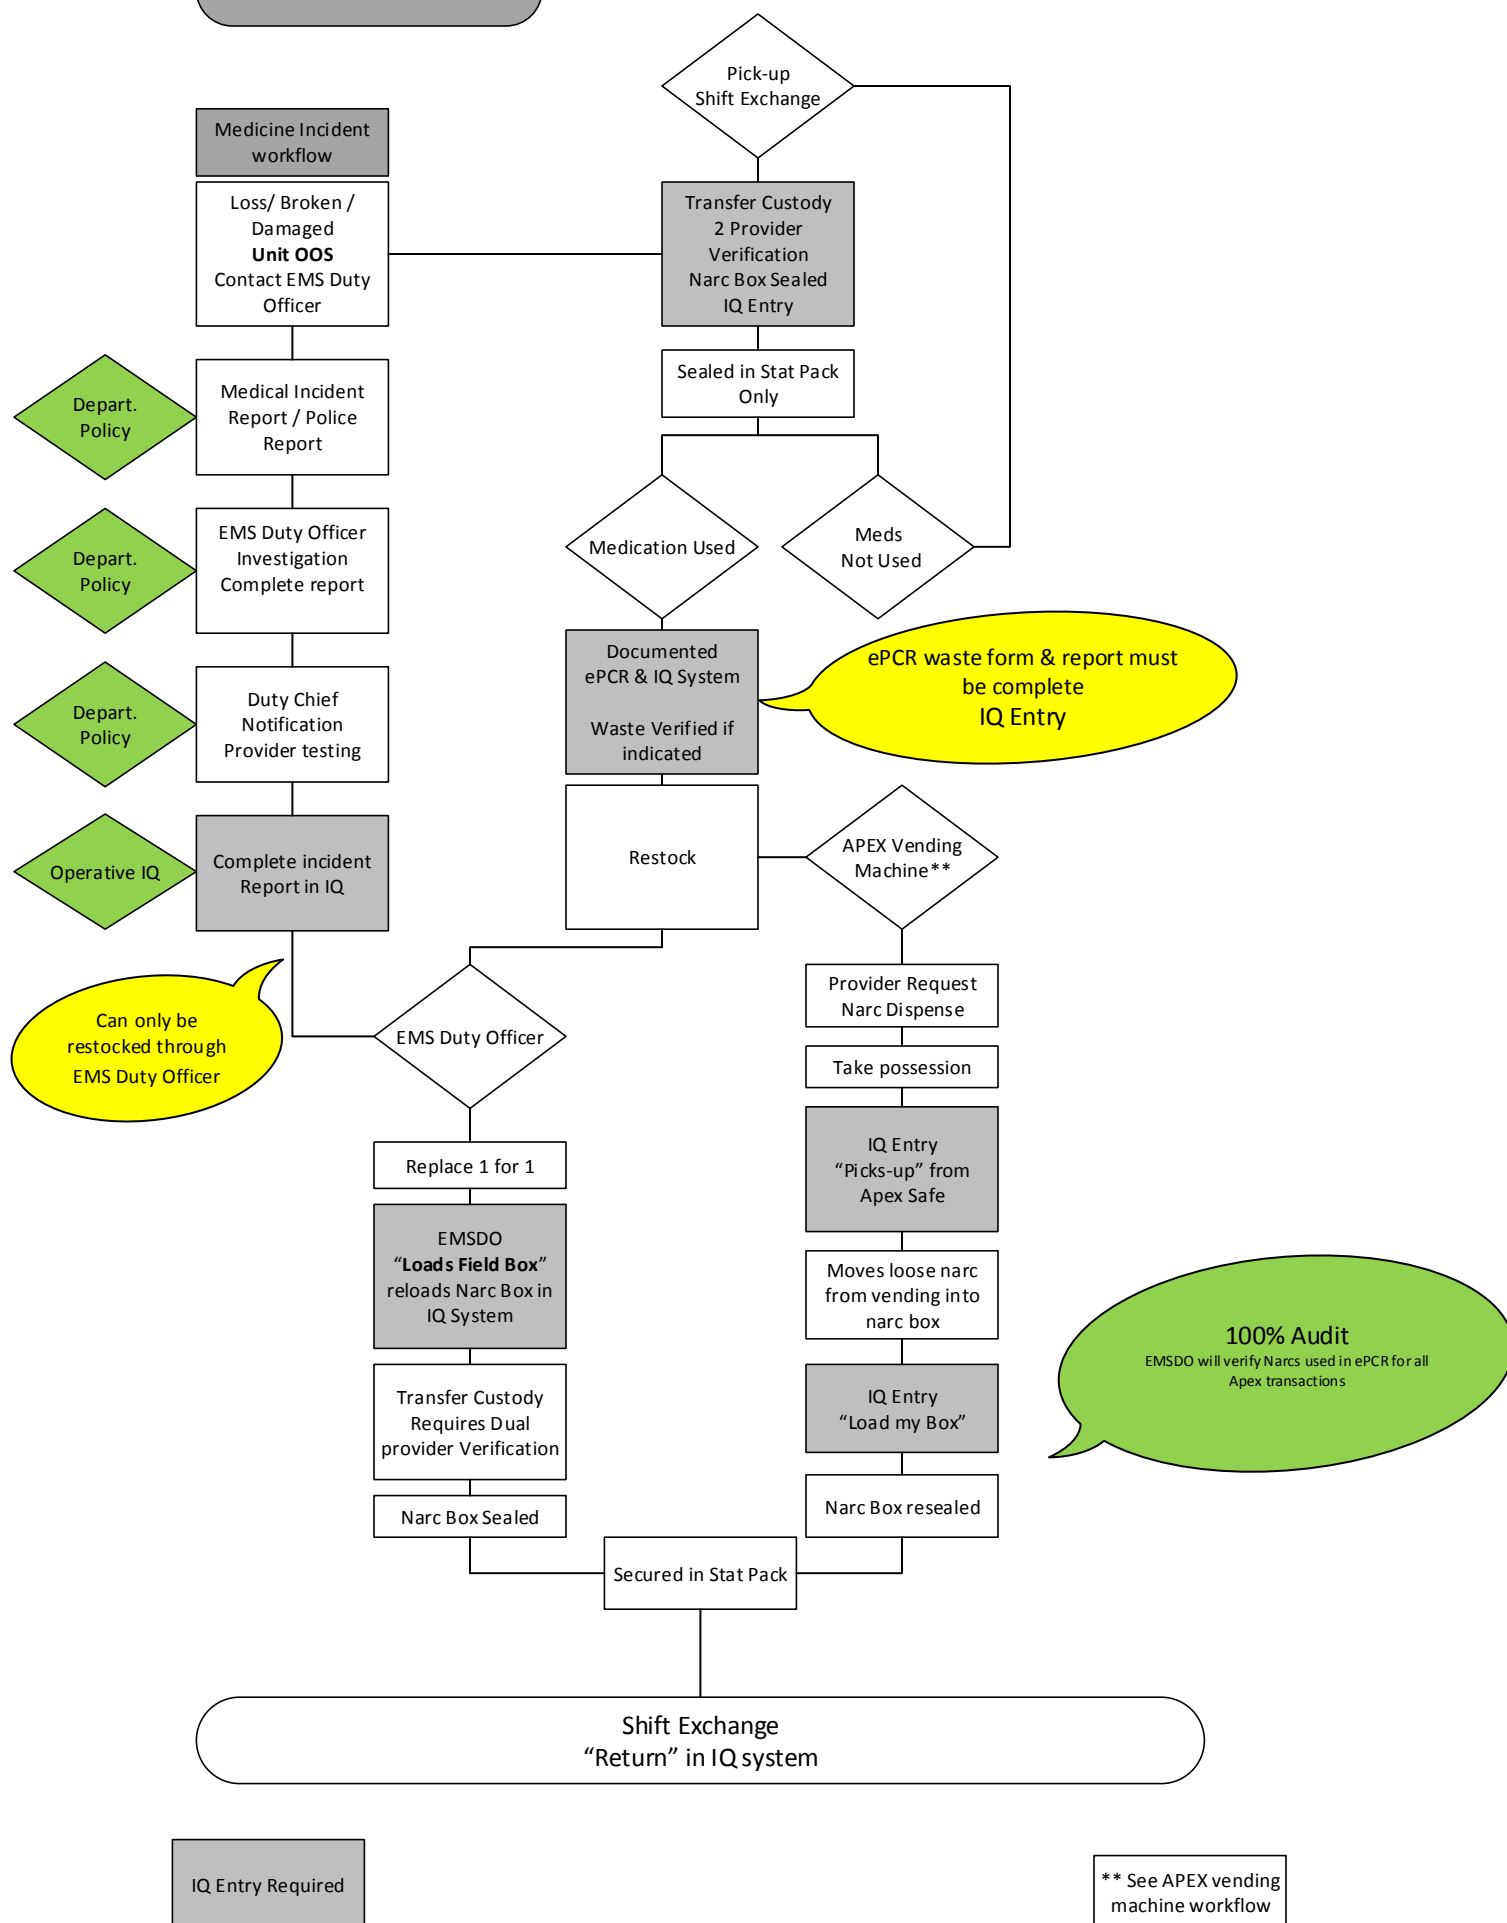 Pick-up
Shift Exchange
Medicine Incident
workflow
Loss/ Broken /
Damaged
Unit OOS
Contact EMS Duty
Officer
Transfer Custody
2 Provider
Verification
Narc Box Sealed
IQ Entry
Sealed in Stat Pack
Only
Depart.
Policy
Medical Incident
Report / Police
Report
Medication Used
Meds
Not Used
Depart.
Policy
EMS Duty Officer
Investigation
Complete report
Documented
ePCR & IQ System
Waste Verified if
indicated
ePCR waste form & report must
be complete
IQ Entry
Depart.
Policy
Duty Chief
Notification
Provider testing
Restock
APEX Vending
Machine**
Operative IQ
Complete incident
Report in IQ
Can only be
restocked through
EMS Duty Officer
EMS Duty Officer
Provider Request
Narc Dispense
Take possession
Replace 1 for 1
IQ Entry
“Picks-up” from
Apex Safe
EMSDO
“Loads Field Box”
reloads Narc Box in
IQ System
Moves loose narc
from vending into
narc box
100% Audit
EMSDO will verify Narcs used in ePCR for all
Apex transactions
Transfer Custody
Requires Dual
provider Verification
IQ Entry
“Load my Box”
Narc Box Sealed
Narc Box resealed
Secured in Stat Pack
Shift Exchange
“Return” in IQ system
IQ Entry Required
** See APEX vending
machine workflow